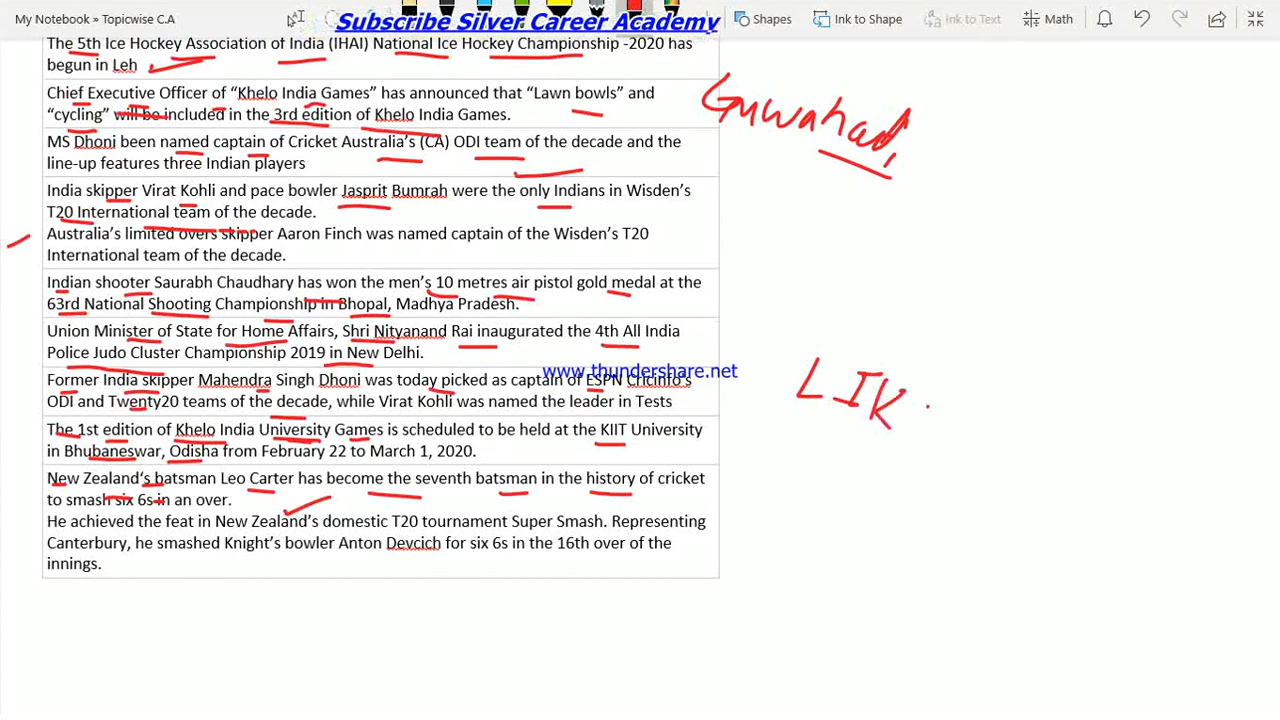 My Notebook » Topicwise C.A
Subscribe Silver Career Academy
Shapes
Ink to Shape
Ink to Text
Math
The 5th Ice Hockey Association of India (IHAI) National Ice Hockey Championship -2020 has
begun in Leh
Chief Executive Officer of “Khelo India Games” has announced that “Lawn bowls” and
“cycling” will be included in the 3rd edition of Khelo India Games.
MS Dhoni been named captain of Cricket Australia’s (CA) ODI team of the decade and the
line-up features three Indian players
India skipper Virat Kohli and pace bowler Jasprit Bumrah were the only Indians in Wisden’s
T20 International team of the decade.
Australia’s limited overs skipper Aaron Finch was named captain of the Wisden’s T20
International team of the decade.
Indian shooter Saurabh Chaudhary has won the men’s 10 metres air pistol gold medal at the
63rd National Shooting Championship in Bhopal, Madhya Pradesh.
Union Minister of State for Home Affairs, Shri Nityanand Rai inaugurated the 4th All India
Police Judo Cluster Championship 2019 in New Delhi.
www.thundershare.net
Former India skipper Mahendra Singh Dhoni was today picked as captain of ESPN Cricinfo’s
ODI and Twenty20 teams of the decade, while Virat Kohli was named the leader in Tests
The 1st edition of Khelo India University Games is scheduled to be held at the KIIT University
in Bhubaneswar, Odisha from February 22 to March 1, 2020.
New Zealand‘s batsman Leo Carter has become the seventh batsman in the history of cricket
to smash six 6s in an over.
He achieved the feat in New Zealand’s domestic T20 tournament Super Smash. Representing
Canterbury, he smashed Knight’s bowler Anton Devcich for six 6s in the 16th over of the
innings.
LIK